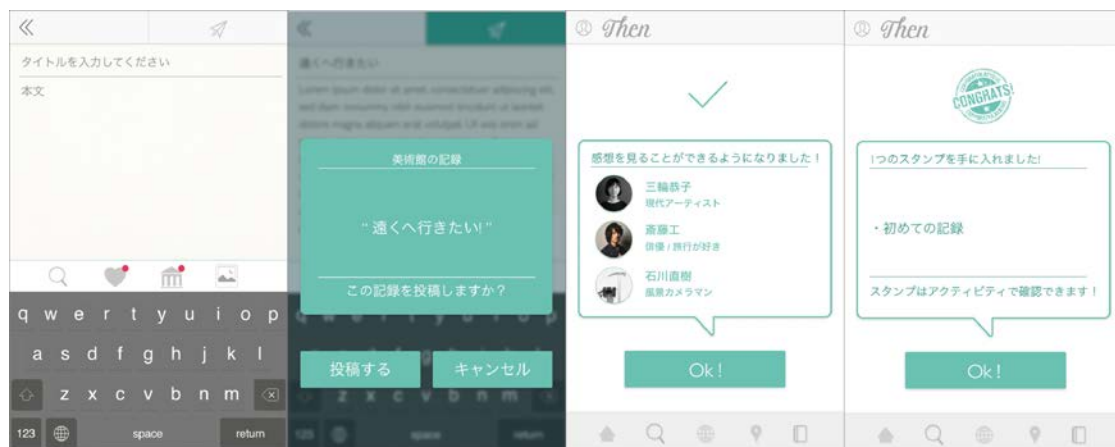 タイトルを入力してください
本文
q w e r t y u i o p
a s d f g h j k l
z x c v b n m
123 space return
遠くへ行きたい
美術館の記録
“遠くへ行きたい!”
この記録を投稿しますか？
投稿する キャンセル
Then
感想を見ることができるようになりました！
三輪恭子
現代アーティスト
斎藤工
俳優 / 旅行が好き
石川直樹
風景カメラマン
Ok !
Then
CONGRATS!
1つのスタンプを手に入れました!
・初めての記録
スタンプはアクティビティで確認できます！
Ok !